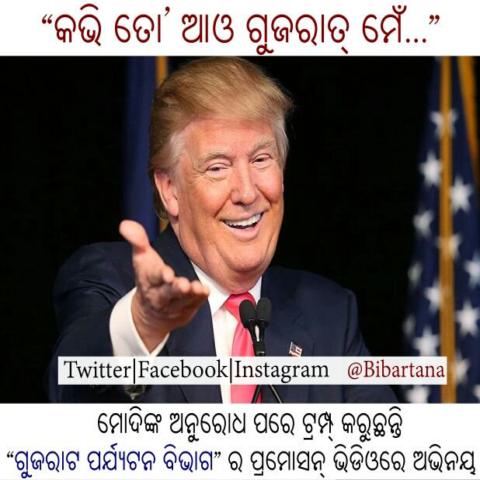 “କଭି ତୋ’ ଆଓ ଗୁଜରାତ୍ ମେଁ...”
Twitter|Facebook|Instagram @Bibartana
ମୋଦିଙ୍କ ଅନୁରୋଧ ପରେ ଟ୍ରମ୍ପ୍ କରୁଛନ୍ତି
“ଗୁଜରାଟ ପର୍ଯ୍ୟଟନ ବିଭାଗ” ର ପ୍ରମୋସନ୍ ଭିଡିଓରେ ଅଭିନୟ